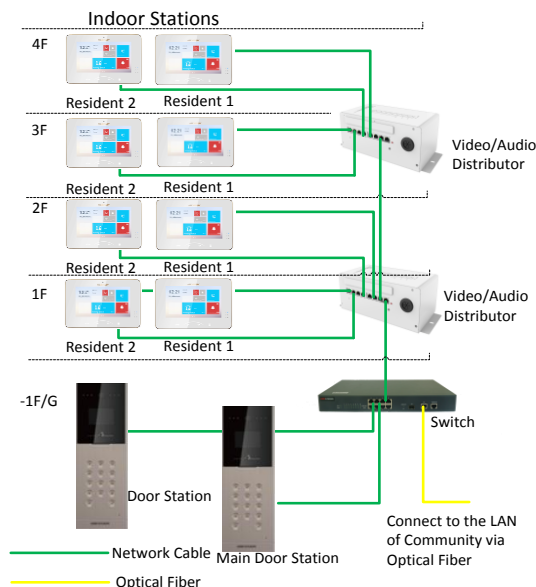 Indoor Stations
4F
Resident 2
Resident 1
3F
Video/Audio
Distributor
Resident 2
Resident 1
2F
Resident 2
Resident 1
1F
Video/Audio
Distributor
Resident 2
Resident 1
-1F/G
Switch
Door Station
Connect to the LAN
of Community via
Optical Fiber
Network Cable
Main Door Station
Optical Fiber